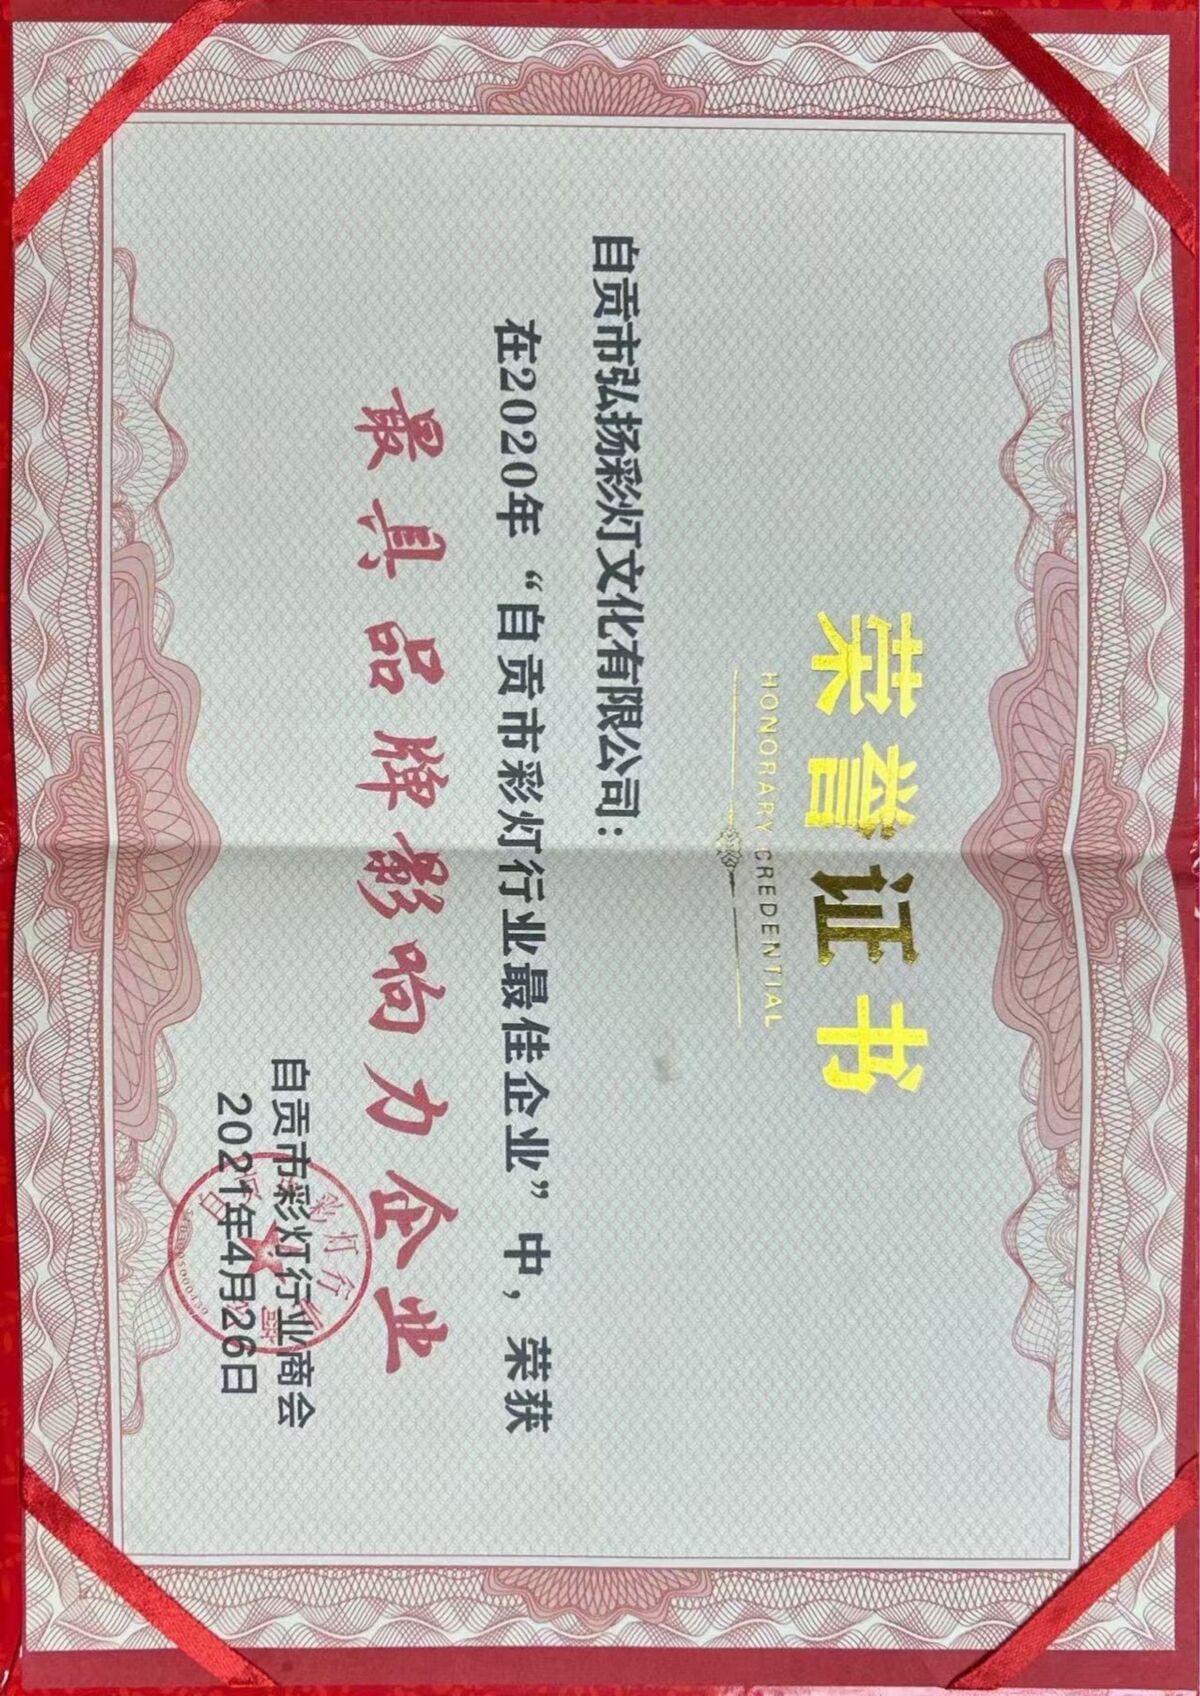 荣誉证书
HONORARY CREDENTIAL
自贡市弘扬彩灯文化有限公司：
在2020年“自贡市彩灯行业最佳企业”中，荣获
最具品牌影响力企业
自贡市彩灯行业商会
2021年4月26日